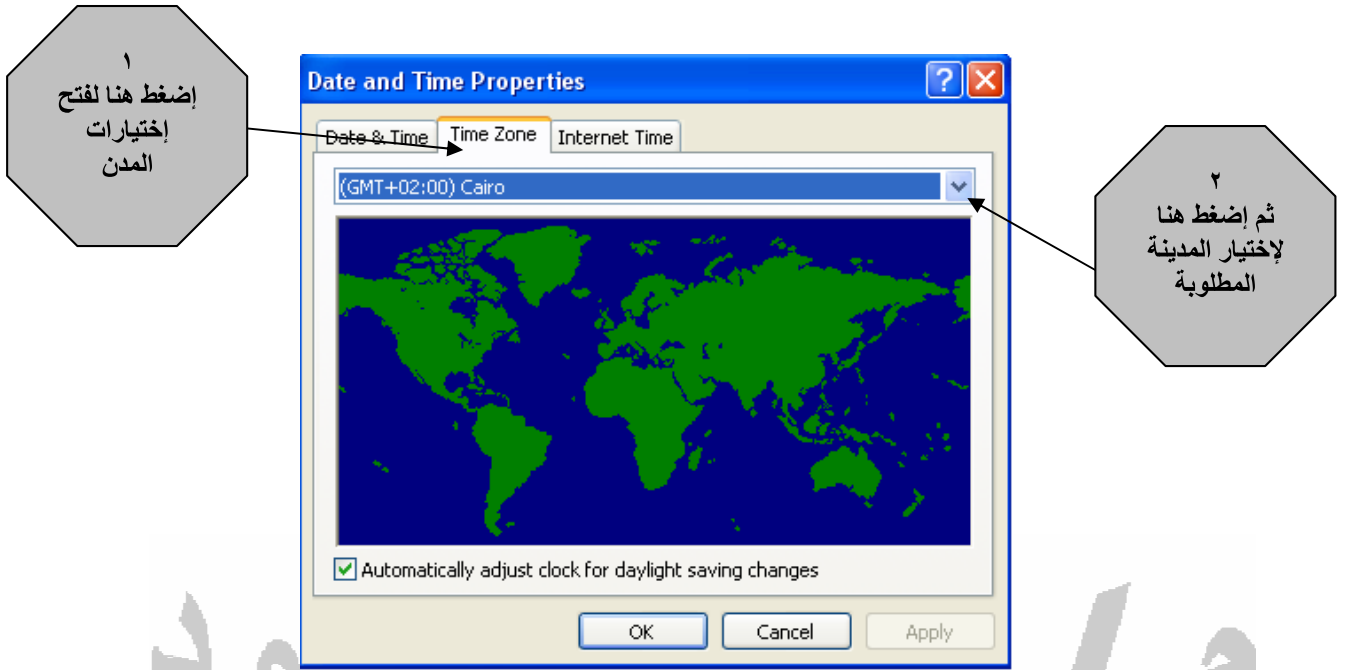 ١
إضغط هنا لفتح
إختيارات
المدن
Date and Time Properties
Date & Time Time Zone Internet Time
(GMT+02:00) Cairo
٢
ثم إضغط هنا
لإختيار المدينة
المطلوبة
Automatically adjust clock for daylight saving changes
OK Cancel Apply